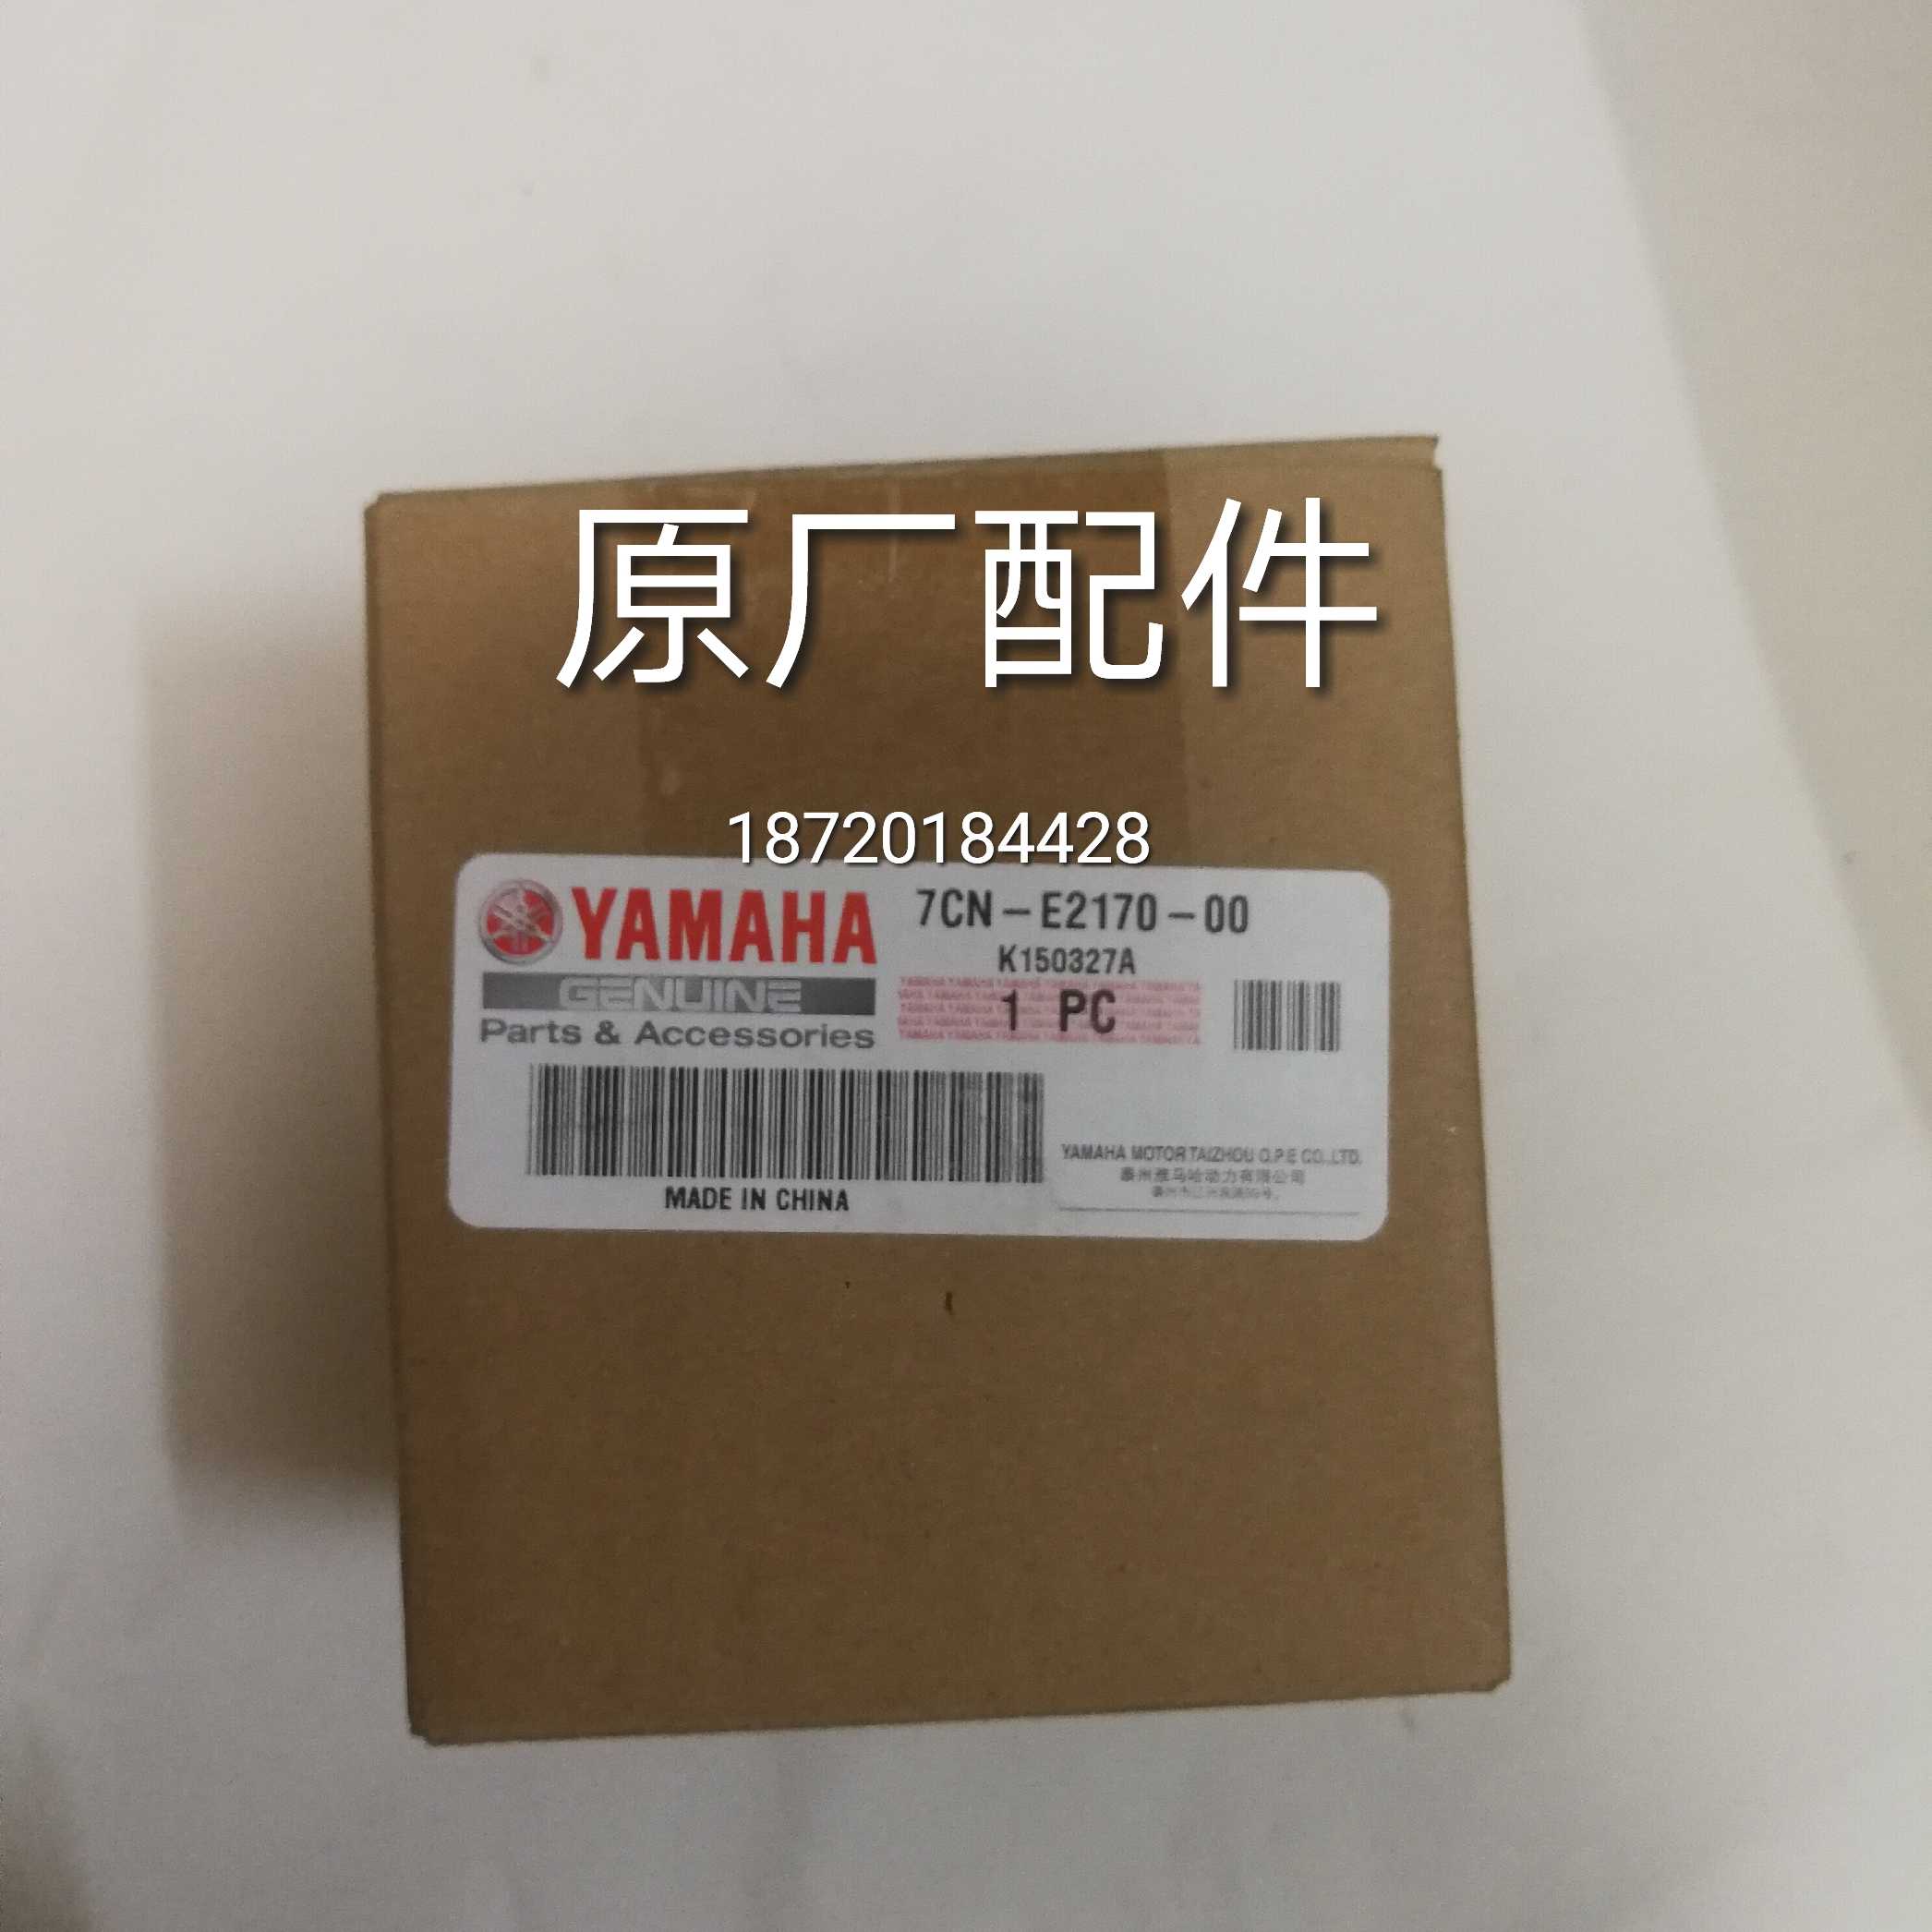 原厂配件
18720184428
YAMAHA
7CN-E2170-00
K150327A
GENUINE
1 PC
Parts & Accessories
YAMAHA MOTOR TAIZHOU O.P.E CO.,LTD.
泰州雅马哈动力有限公司
MADE IN CHINA